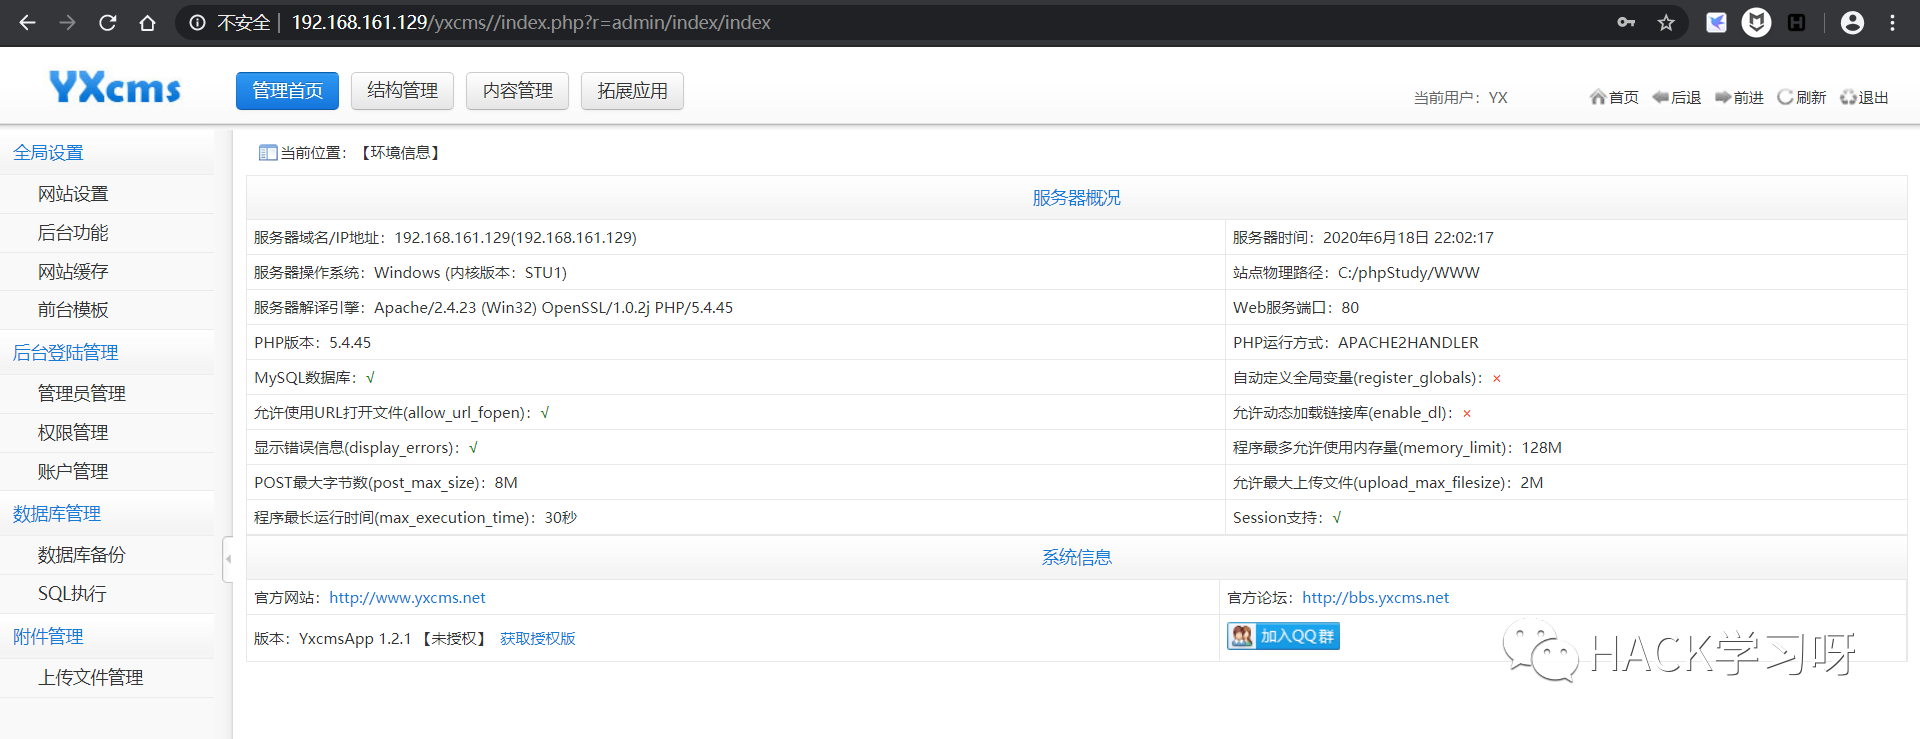 不安全 | 192.168.161.129/yxcms//index.php?r=admin/index/index
YXcms
管理首页 结构管理 内容管理 拓展应用
当前用户：YX 首页 后退 前进 刷新 退出
全局设置
网站设置
后台功能
网站缓存
前台模板
后台登陆管理
管理员管理
权限管理
账户管理
数据库管理
数据库备份
SQL执行
附件管理
上传文件管理
当前位置：【环境信息】
服务器概况
服务器域名/IP地址：192.168.161.129(192.168.161.129) 服务器时间：2020年6月18日 22:02:17
服务器操作系统：Windows (内核版本：STU1) 站点物理路径：C:/phpStudy/WWW
服务器解译引擎：Apache/2.4.23 (Win32) OpenSSL/1.0.2j PHP/5.4.45 Web服务端口：80
PHP版本：5.4.45 PHP运行方式：APACHE2HANDLER
MySQL数据库：√ 自动定义全局变量(register_globals)：×
允许使用URL打开文件(allow_url_fopen)：√ 允许动态加载链接库(enable_dl)：×
显示错误信息(display_errors)：√ 程序最多允许使用内存量(memory_limit)：128M
POST最大字节数(post_max_size)：8M 允许最大上传文件(upload_max_filesize)：2M
程序最长运行时间(max_execution_time)：30秒 Session支持：√
系统信息
官方网站：http://www.yxcms.net 官方论坛：http://bbs.yxcms.net
版本：YxcmsApp 1.2.1 【未授权】 获取授权版 加入QQ群
HACK学习呀